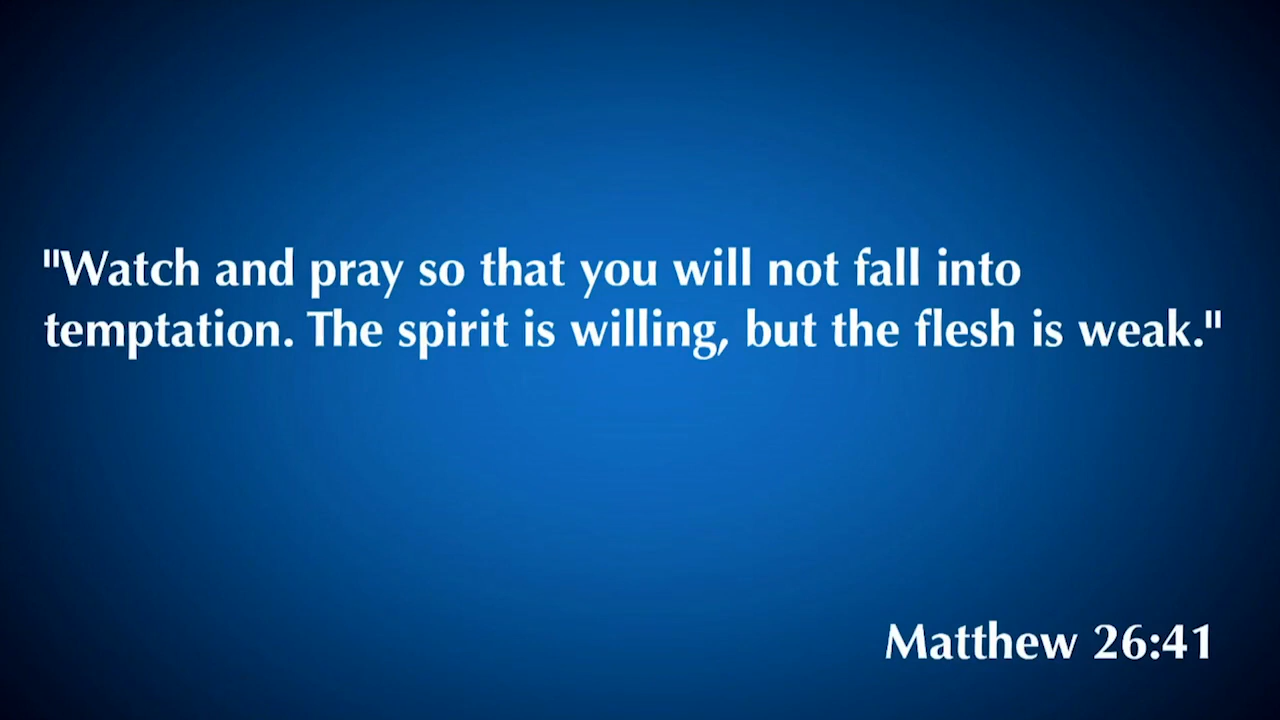 "Watch and pray so that you will not fall into
temptation. The spirit is willing, but the flesh is weak."
Matthew 26:41